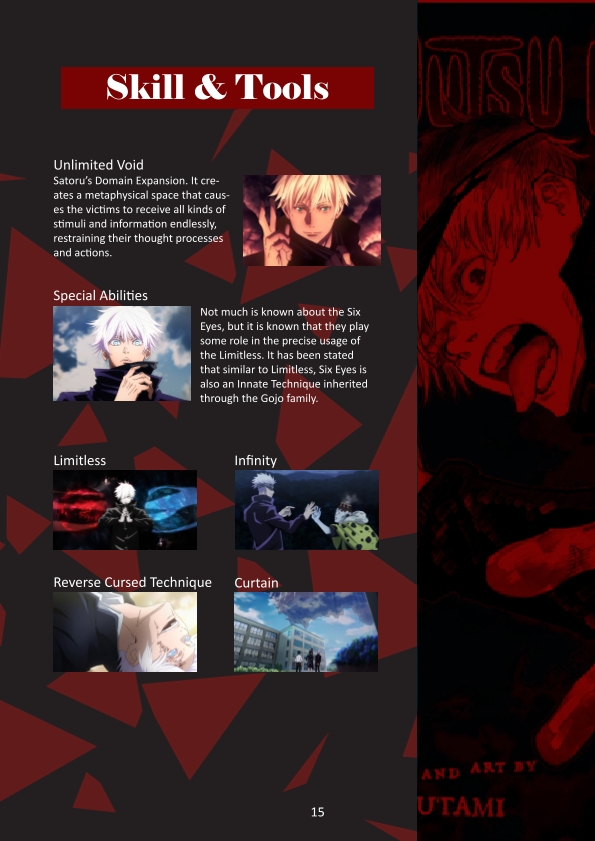 Skill & Tools
Unlimited Void
Satoru's Domain Expansion. It cre-
ates a metaphysical space that caus-
es the victims to receive all kinds of
stimuli and information endlessly,
restraining their thought processes
and actions.
Special Abilities
Not much is known about the Six
Eyes, but it is known that they play
some role in the precise usage of
the Limitless. It has been stated
that similar to Limitless, Six Eyes is
also an Innate Technique inherited
through the Gojo family.
Limitless
Infinity
Reverse Cursed Technique
Curtain
15
UTSU
AND ART BY
UTAMI